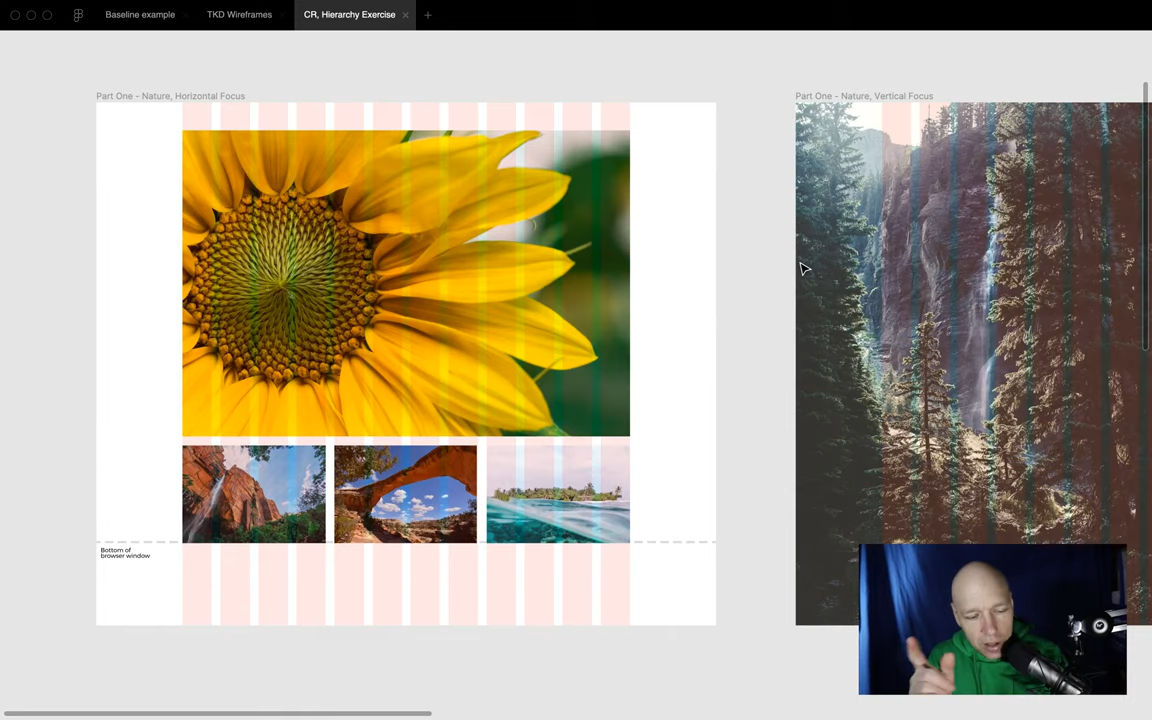 Baseline example
TKD Wireframes
CR, Hierarchy Exercise
Part One - Nature, Horizontal Focus
Part One - Nature, Vertical Focus
Bottom of
browser window